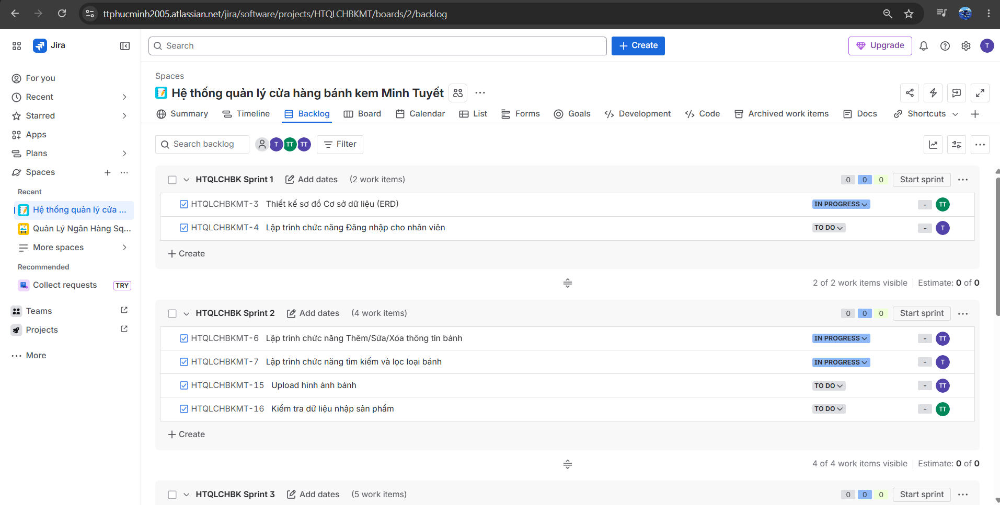 ttphucminh2005.atlassian.net/jira/software/projects/HTQLCHBKMT/boards/2/backlog
Jira
Search
Create
Upgrade
T
For you
Recent
Starred
Apps
Plans
Spaces
Recent
Hệ thống quản lý cửa ...
Quản Lý Ngân Hàng Sq...
More spaces
Recommended
Collect requests TRY
Teams
Projects
More
Spaces
Hệ thống quản lý cửa hàng bánh kem Minh Tuyết
Summary Timeline Backlog Board Calendar List Forms Goals Development Code Archived work items Docs Shortcuts
Search backlog T TT TT Filter
HTQLCHBK Sprint 1 Add dates (2 work items) 0 0 0 Start sprint
HTQLCHBKMT-3 Thiết kế sơ đồ Cơ sở dữ liệu (ERD) IN PROGRESS - TT
HTQLCHBKMT-4 Lập trình chức năng Đăng nhập cho nhân viên TO DO - T
Create
2 of 2 work items visible Estimate: 0 of 0
HTQLCHBK Sprint 2 Add dates (4 work items) 0 0 0 Start sprint
HTQLCHBKMT-6 Lập trình chức năng Thêm/Sửa/Xóa thông tin bánh IN PROGRESS - TT
HTQLCHBKMT-7 Lập trình chức năng tìm kiếm và lọc loại bánh IN PROGRESS - T
HTQLCHBKMT-15 Upload hình ảnh bánh TO DO - TT
HTQLCHBKMT-16 Kiểm tra dữ liệu nhập sản phẩm TO DO - TT
Create
4 of 4 work items visible Estimate: 0 of 0
HTQLCHBK Sprint 3 Add dates (5 work items) 0 0 0 Start sprint